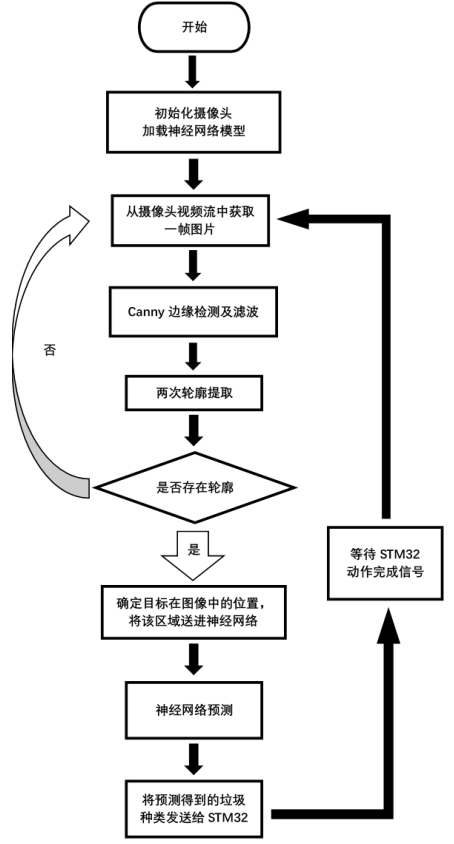 开始
初始化摄像头
加载神经网络模型
从摄像头视频流中获取
一帧图片
Canny 边缘检测及滤波
否
两次轮廓提取
是否存在轮廓
是
等待 STM32
动作完成信号
确定目标在图像中的位置，
将该区域送进神经网络
神经网络预测
将预测得到的垃圾
种类发送给 STM32